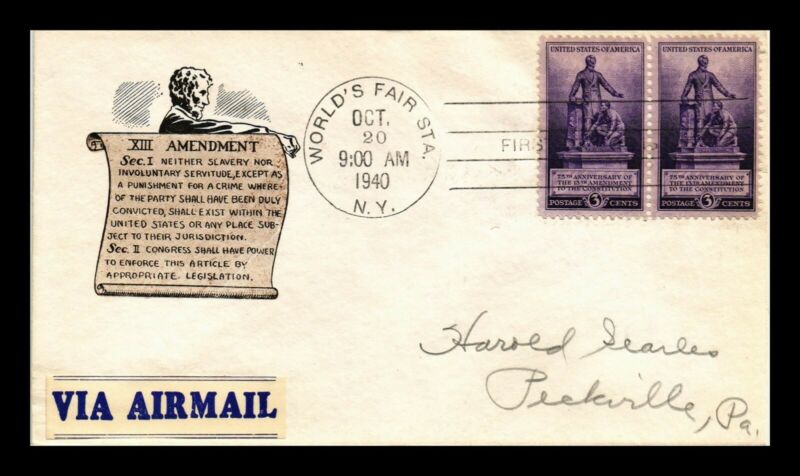 XIII AMENDMENT
Sec. I NEITHER SLAVERY NOR
INVOLUNTARY SERVITUDE, EXCEPT AS
A PUNISHMENT FOR A CRIME WHERE-
OF THE PARTY SHALL HAVE BEEN DULY
CONVICTED, SHALL EXIST WITHIN THE
UNITED STATES OR ANY PLACE SUB-
JECT TO THEIR JURISDICTION.
Sec. II CONGRESS SHALL HAVE POWER
TO ENFORCE THIS ARTICLE BY
APPROPRIATE LEGISLATION.
WORLD'S FAIR STA.
OCT.
20
9:00 AM
1940
N.Y.
FIRS
UNITED STATES OF AMERICA
75TH ANNIVERSARY OF
THE 13TH AMENDMENT
TO THE CONSTITUTION
POSTAGE 3 CENTS
UNITED STATES OF AMERICA
75TH ANNIVERSARY OF
THE 13TH AMENDMENT
TO THE CONSTITUTION
POSTAGE 3 CENTS
Harold Searles
Peckville, Pa.
VIA AIRMAIL